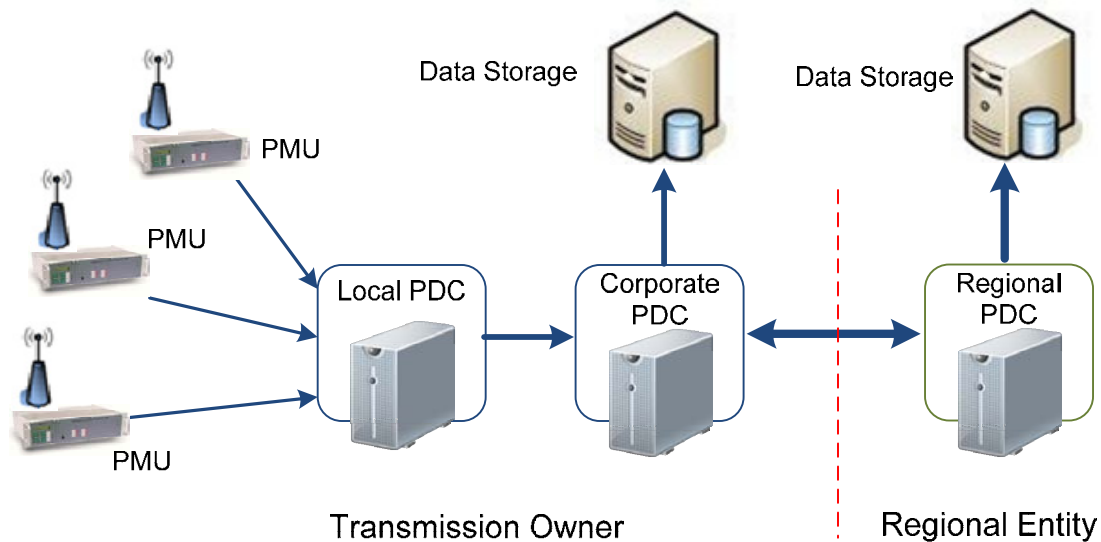 Data Storage
Data Storage
PMU
PMU
Local PDC
Corporate
PDC
Regional
PDC
PMU
Transmission Owner
Regional Entity